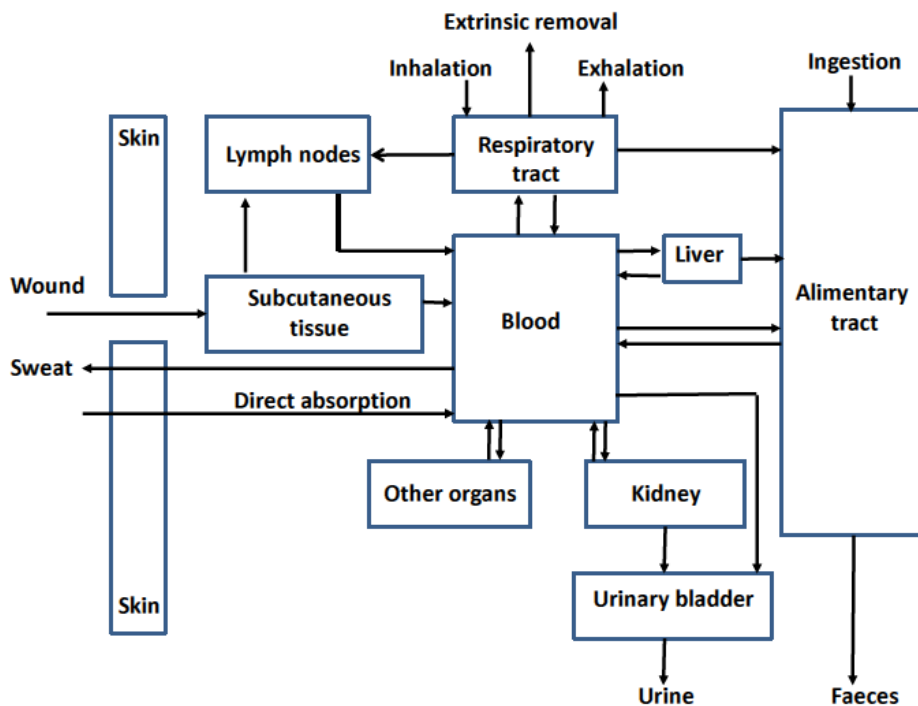 Extrinsic removal
Inhalation
Exhalation
Ingestion
Skin
Lymph nodes
Respiratory
tract
Liver
Wound
Subcutaneous
tissue
Blood
Alimentary
tract
Sweat
Direct absorption
Other organs
Kidney
Skin
Urinary bladder
Urine
Faeces